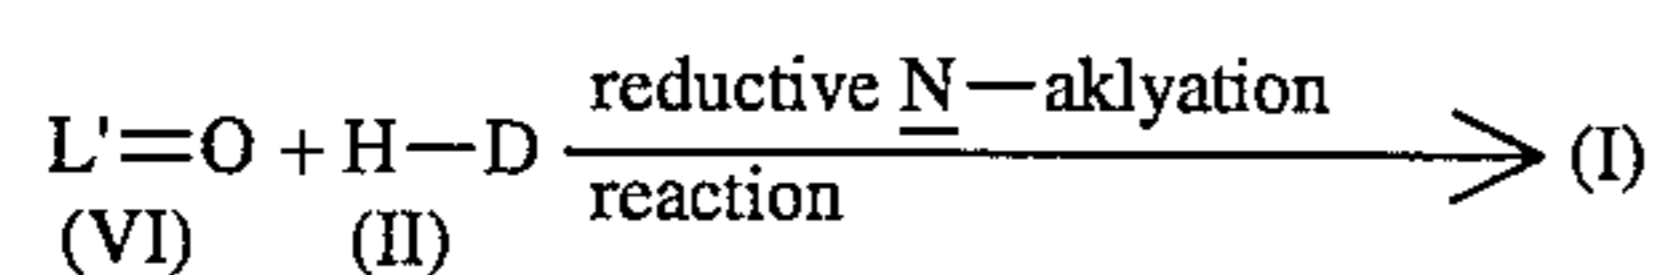 reductive N—aklyation
L'=O + H—D (I)
reaction
(VI) (II)